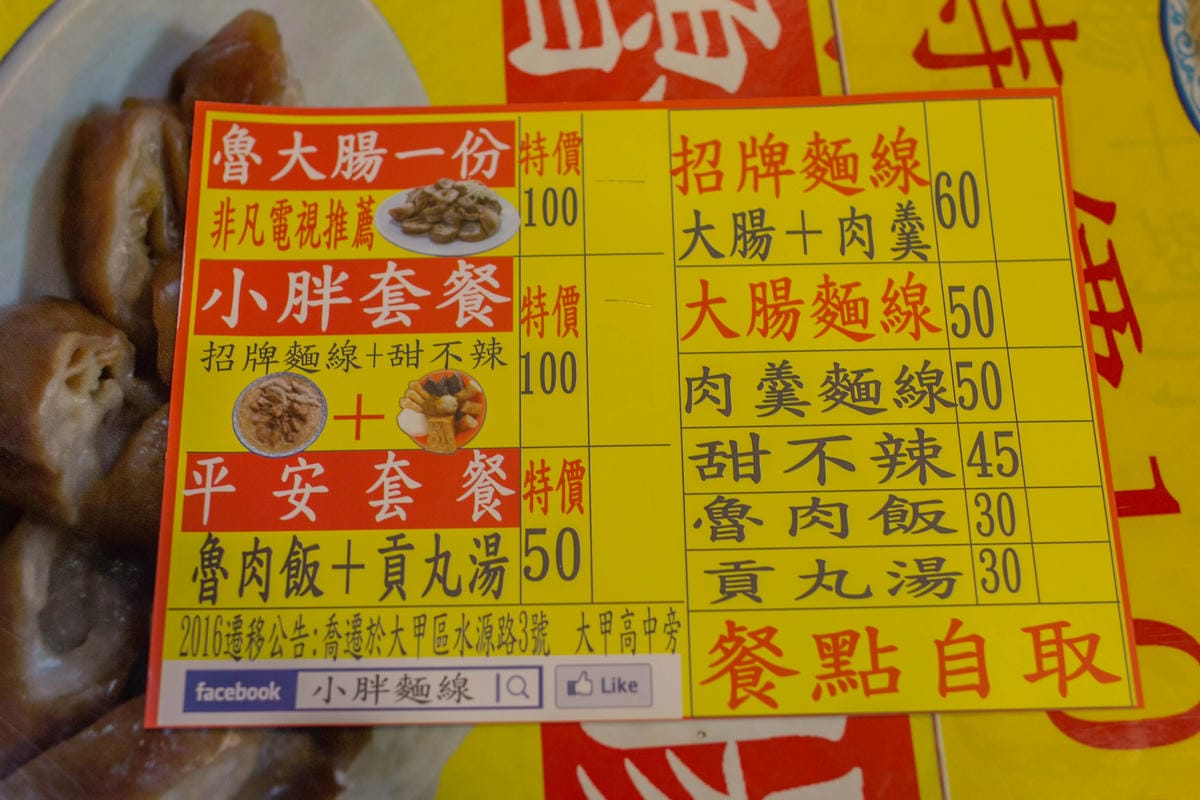 魯大腸一份
特價
100
非凡電視推薦
小胖套餐
特價
100
招牌麵線+甜不辣
+
平安套餐
特價
50
魯肉飯+貢丸湯
2016遷移公告:喬遷於大甲區水源路3號 大甲高中旁
facebook 小胖麵線 Like
招牌麵線
大腸+肉羹
60
大腸麵線 50
肉羹麵線 50
甜不辣 45
魯肉飯 30
貢丸湯 30
餐點自取